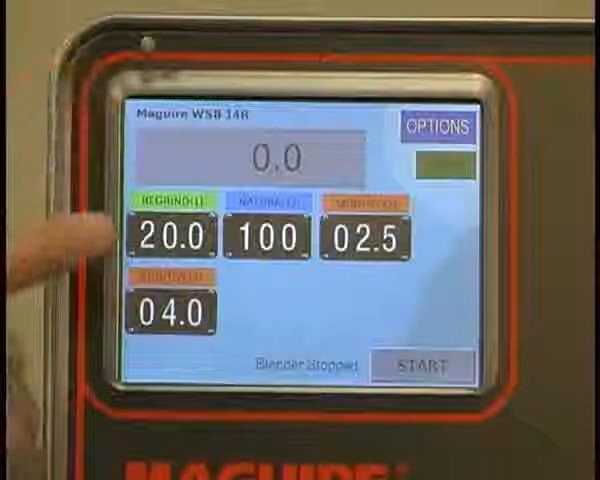 Maguire WSB 14R
OPTIONS
0.0
REGRIND(1) NATURAL(2)
20.0 100 02.5
04.0
Blender Stopped START
MAGUIRE